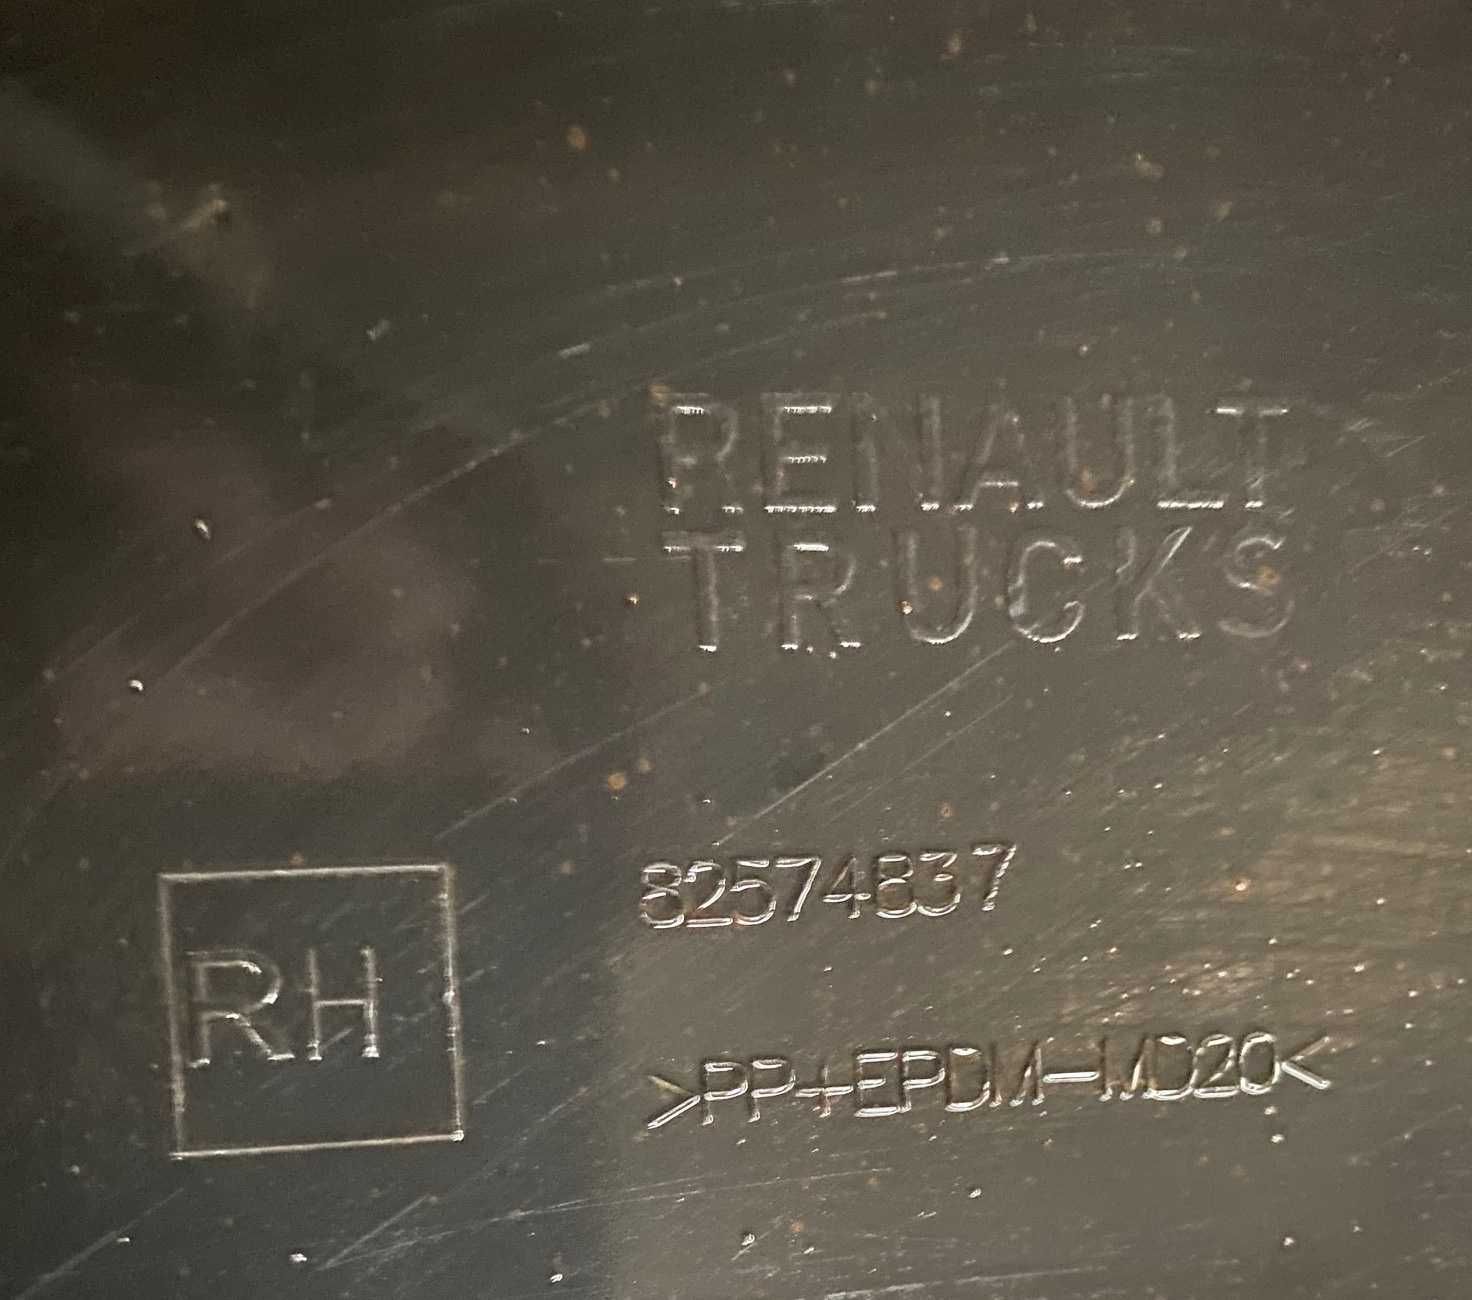 RENAULT
TRUCKS
82574837
RH
>PP+EPDM-MD20<